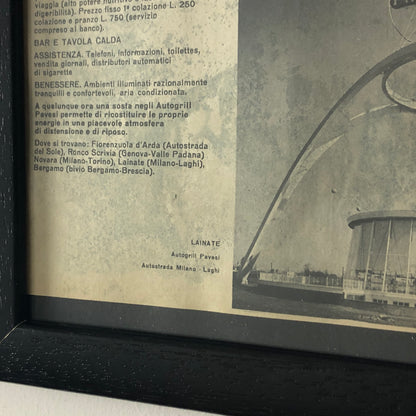 viaggia (alto potere nutritivo e
digeribilità). Prezzo fisso 1ª colazione L. 250
colazione e pranzo L. 750 (servizio
compreso al banco).
BAR E TAVOLA CALDA
ASSISTENZA. Telefoni, informazioni, toilettes,
vendita giornali, distributori automatici
di sigarette
BENESSERE. Ambienti illuminati razionalmente
tranquilli e confortevoli, aria condizionata.
A qualunque ora una sosta negli Autogrill
Pavesi permette di ricostituire le proprie
energie in una piacevole atmosfera
di distensione e di riposo.
Dove si trovano: Fiorenzuola d'Arda (Autostrada
del Sole), Ronco Scrivia (Genova-Valle Padana)
Novara (Milano-Torino), Lainate (Milano-Laghi),
Bergamo (bivio Bergamo-Brescia).
LAINATE
Autogrill Pavesi
Autostrada Milano - Laghi